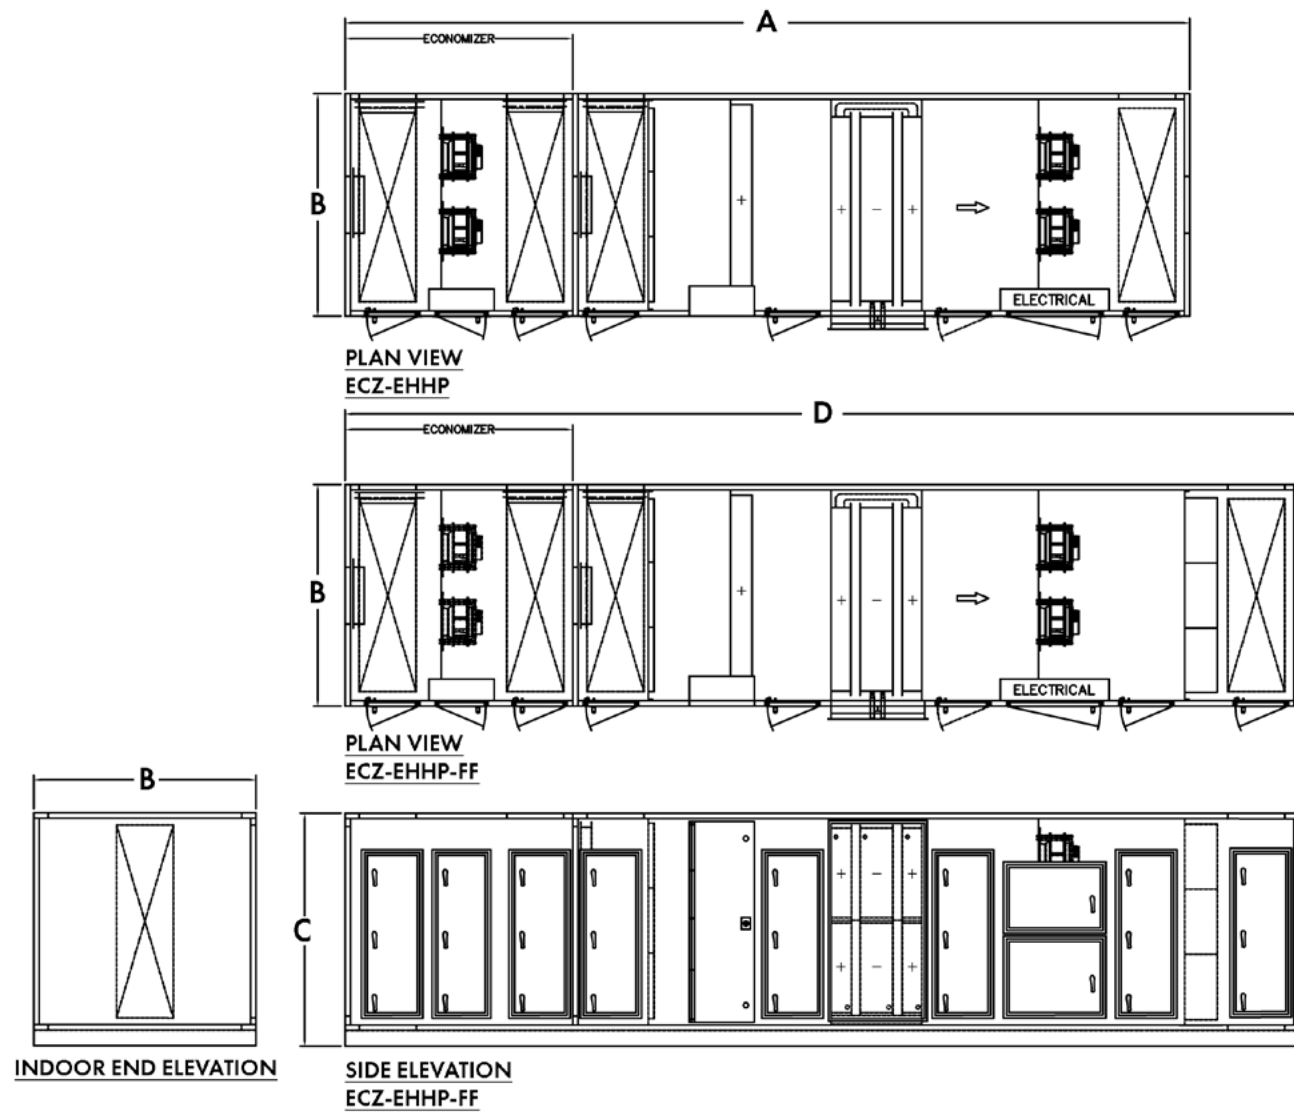 A
ECONOMIZER
B
ELECTRICAL
PLAN VIEW
ECZ-EHHP
D
ECONOMIZER
B
ELECTRICAL
PLAN VIEW
ECZ-EHHP-FF
B
C
INDOOR END ELEVATION
SIDE ELEVATION
ECZ-EHHP-FF